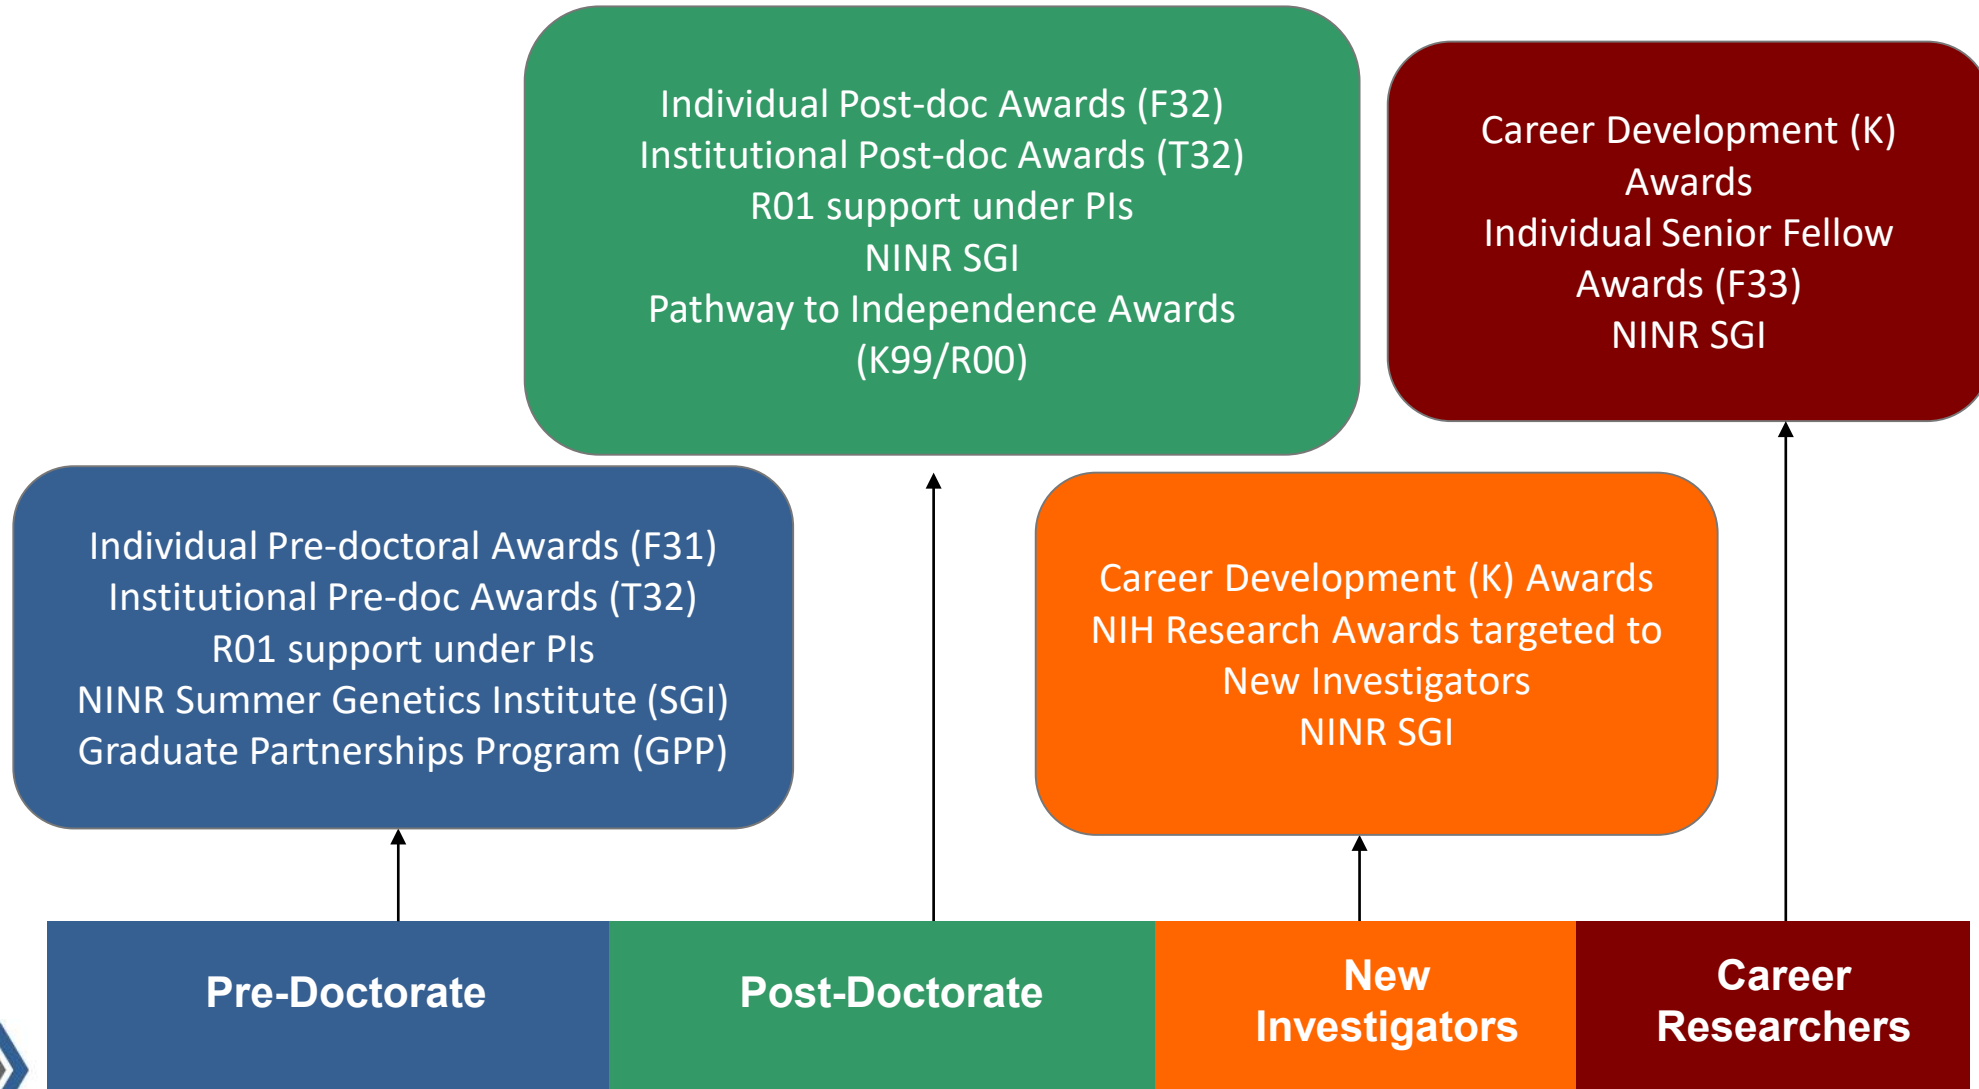 Individual Post-doc Awards (F32)
Institutional Post-doc Awards (T32)
R01 support under PIs
NINR SGI
Pathway to Independence Awards
(K99/R00)
Career Development (K)
Awards
Individual Senior Fellow
Awards (F33)
NINR SGI
Individual Pre-doctoral Awards (F31)
Institutional Pre-doc Awards (T32)
R01 support under PIs
NINR Summer Genetics Institute (SGI)
Graduate Partnerships Program (GPP)
Career Development (K) Awards
NIH Research Awards targeted to
New Investigators
NINR SGI
Pre-Doctorate
Post-Doctorate
New
Investigators
Career
Researchers